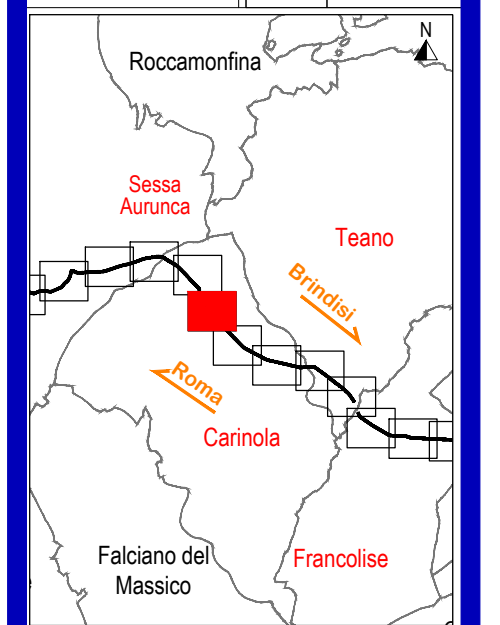 N
Roccamonfina
Sessa
Aurunca
Teano
Brindisi
Roma
Carinola
Falciano del
Massico
Francolise